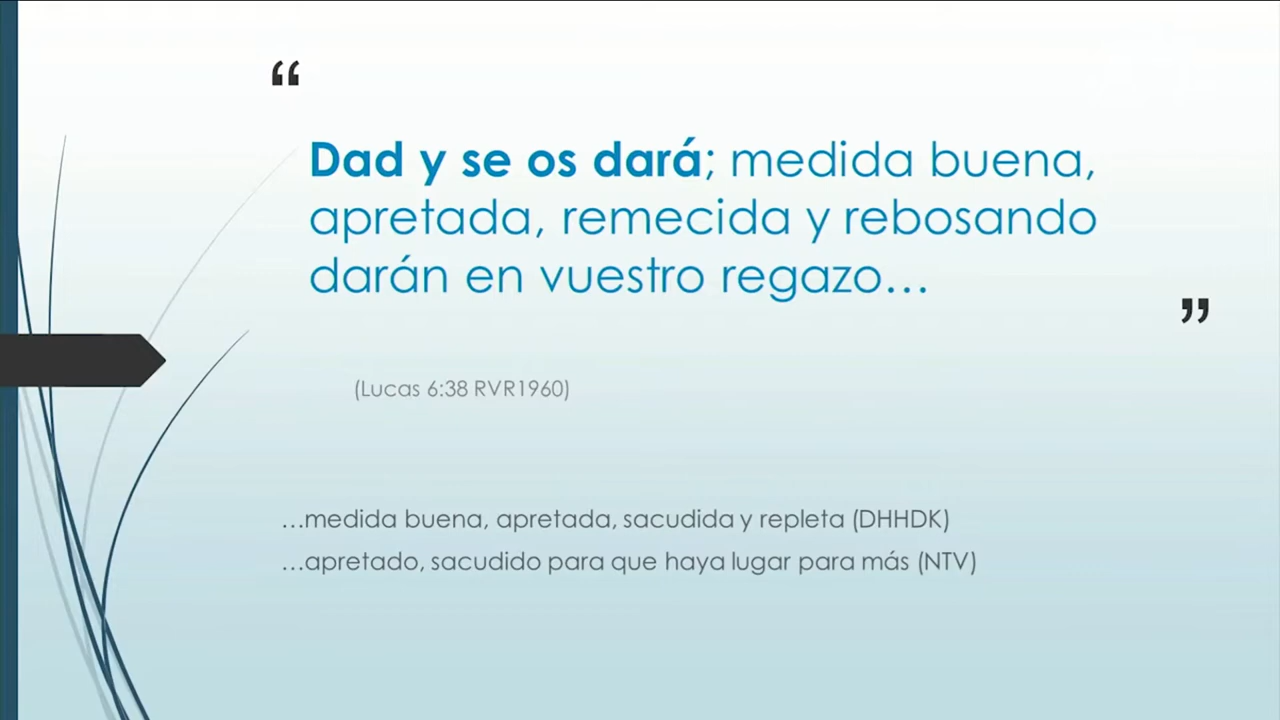 “
Dad y se os dará; medida buena,
apretada, remecida y rebosando
darán en vuestro regazo…
”
(Lucas 6:38 RVR1960)
…medida buena, apretada, sacudida y repleta (DHHDK)
…apretado, sacudido para que haya lugar para más (NTV)